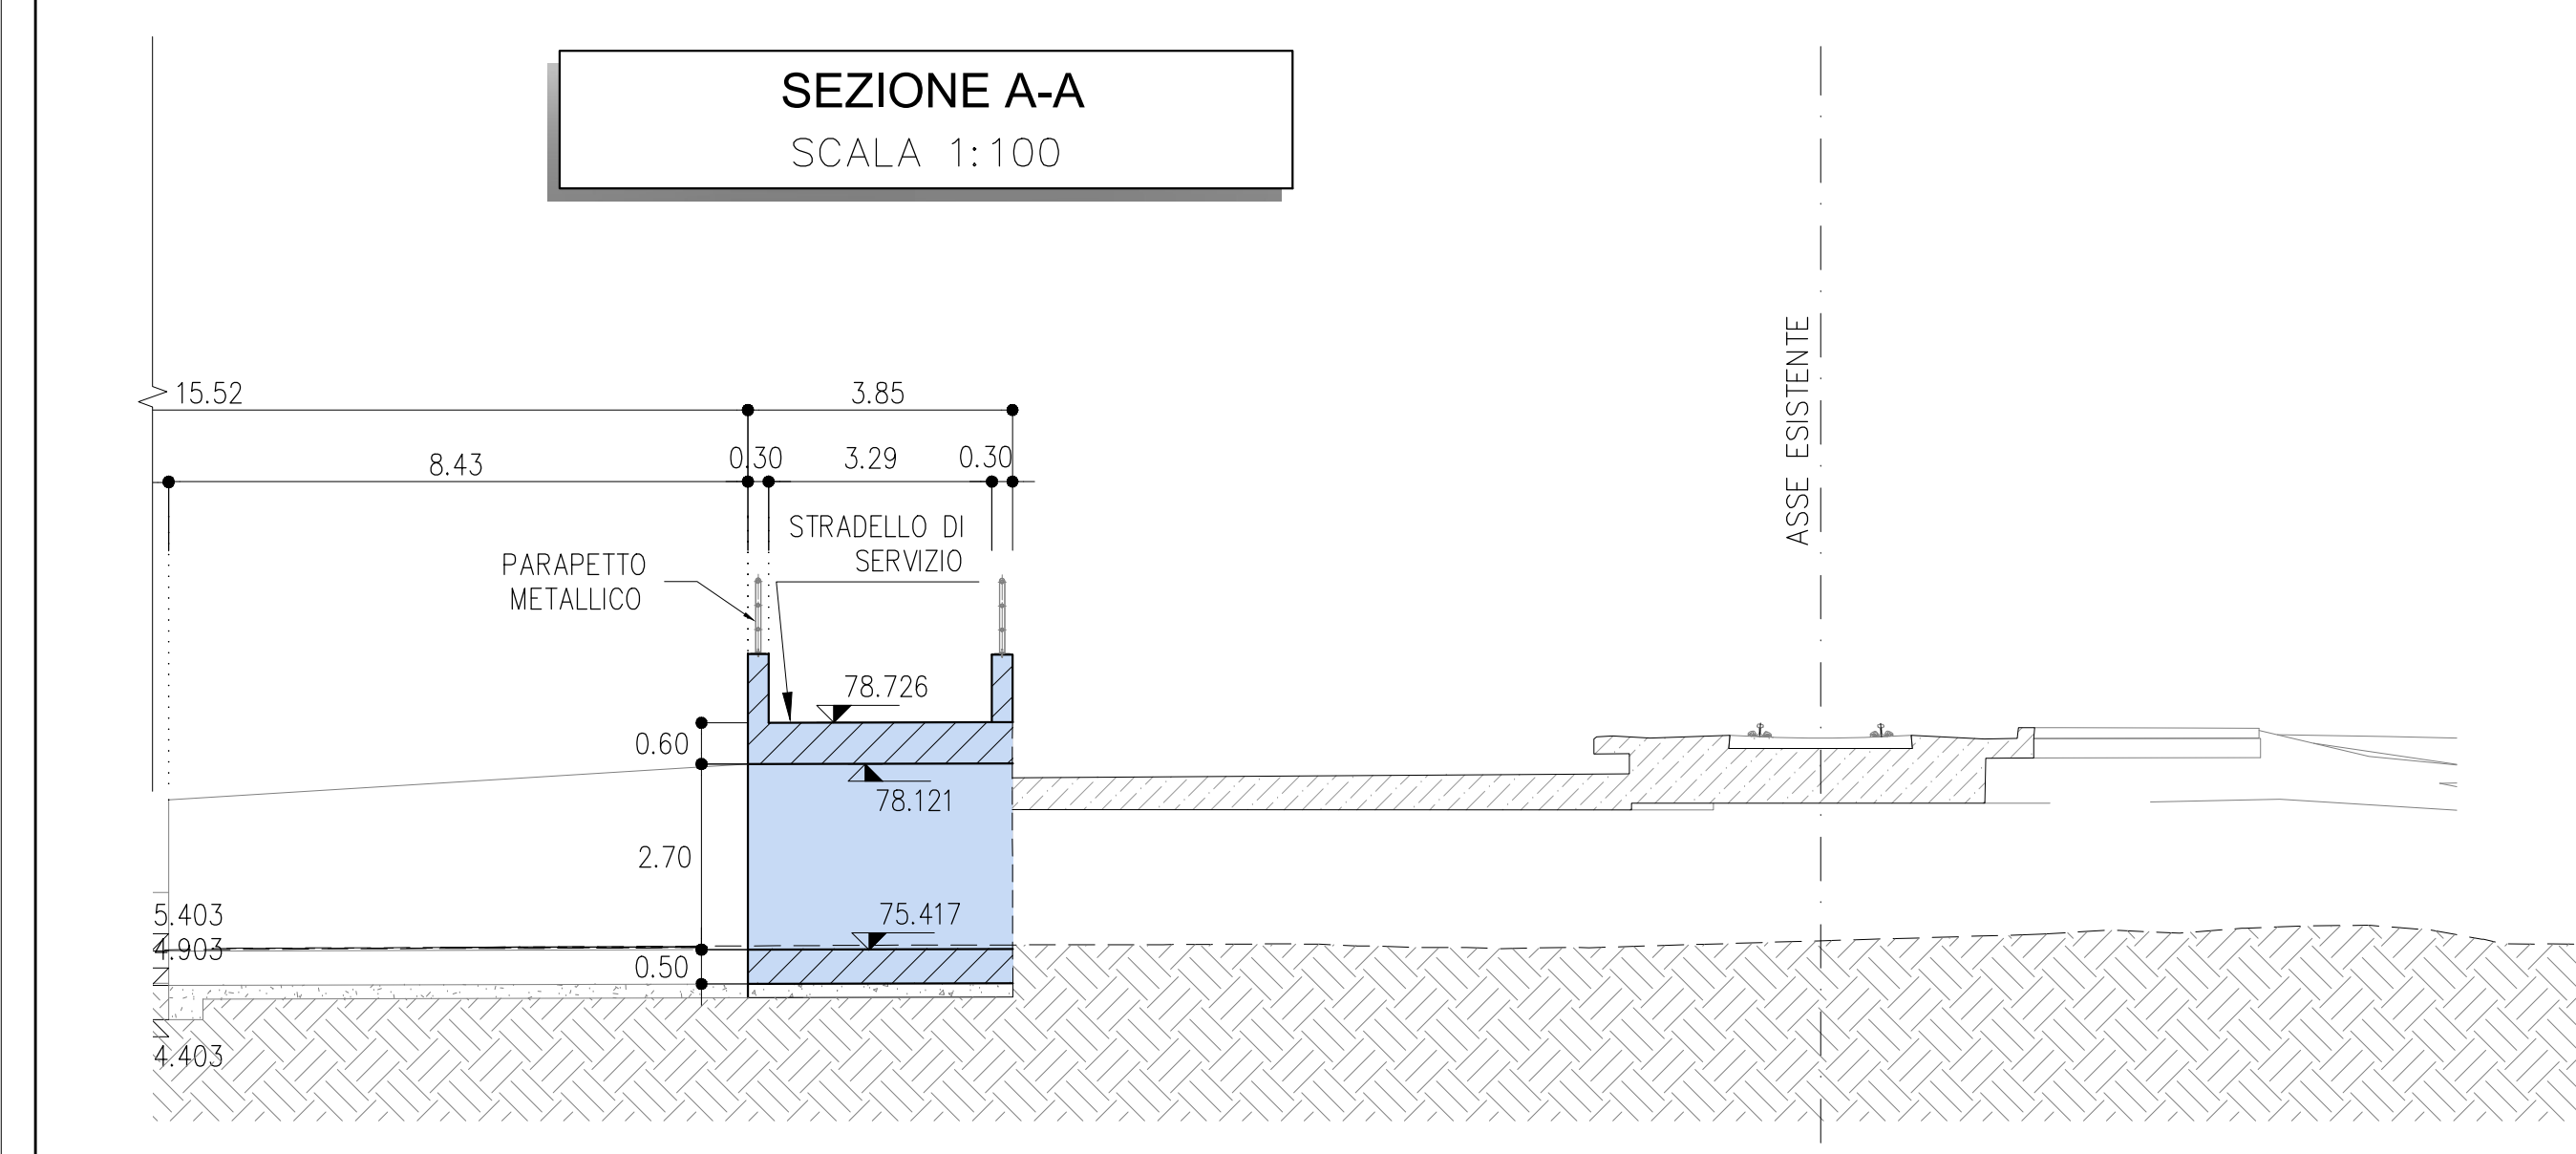 SEZIONE A-A
SCALA 1:100
ASSE ESISTENTE
15.52
3.85
8.43
0.30
3.29
0.30
STRADELLO DI
SERVIZIO
PARAPETTO
METALLICO
78.726
0.60
78.121
2.70
5.403
75.417
4.903
0.50
4.403